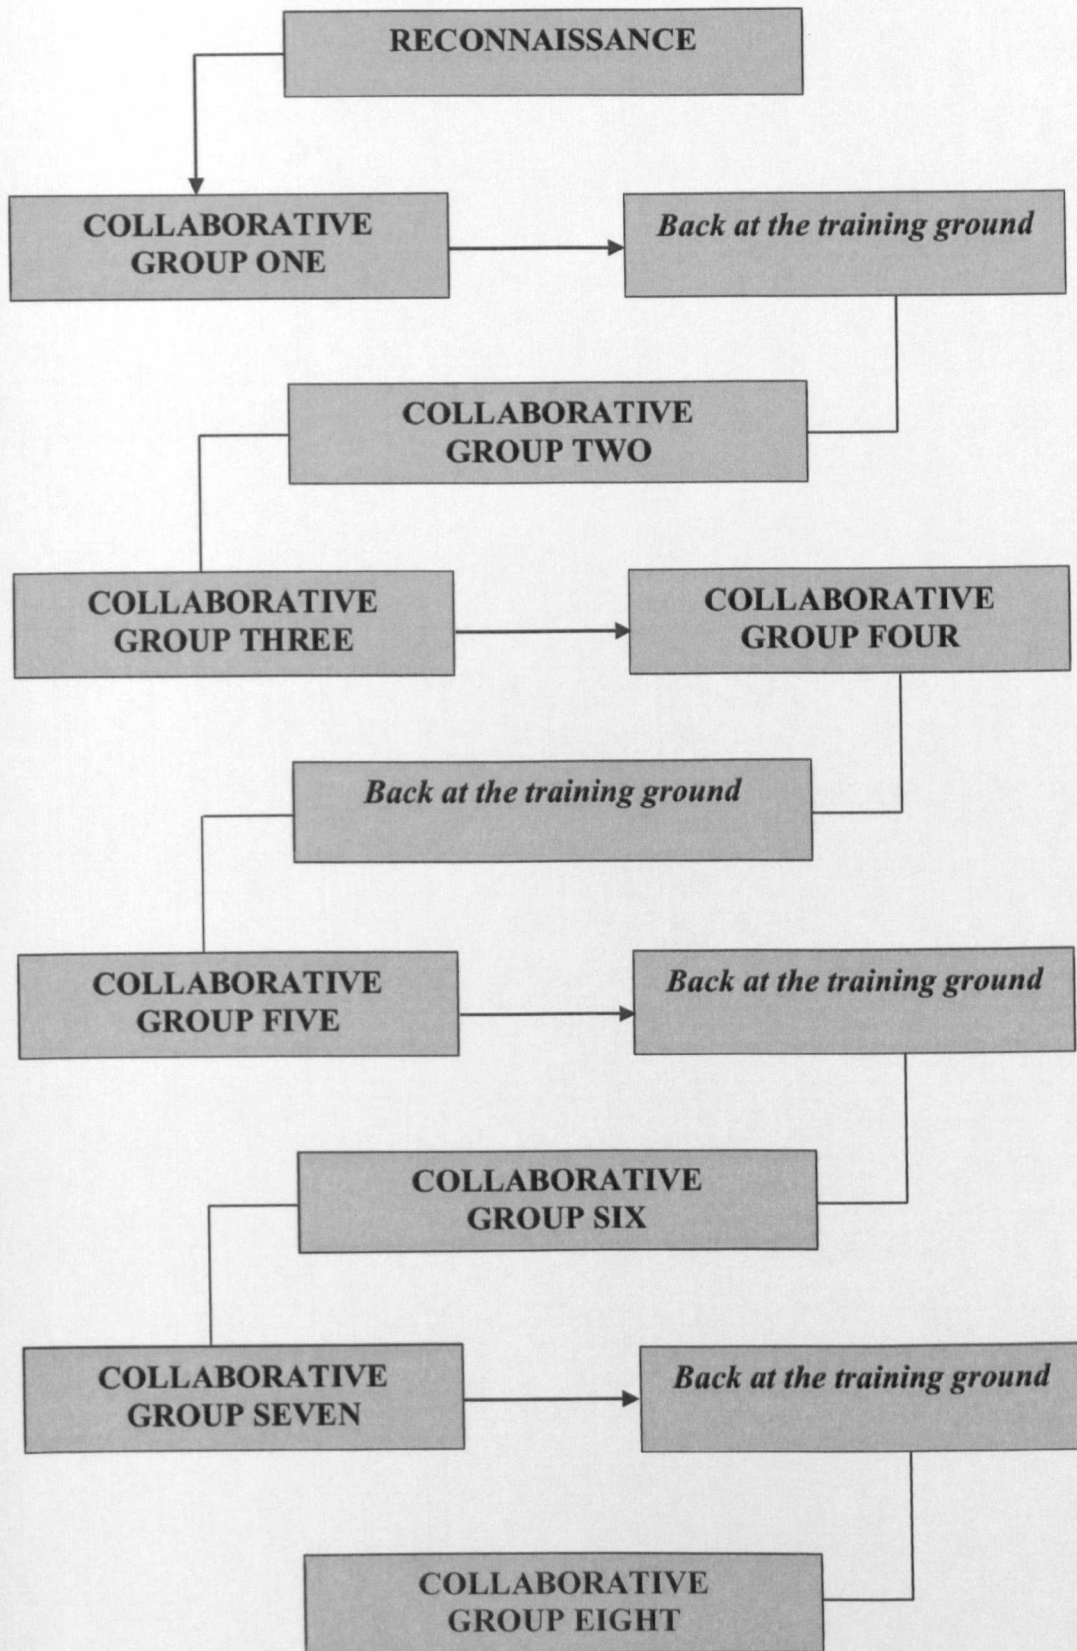 RECONNAISSANCE
COLLABORATIVE
GROUP ONE
Back at the training ground
COLLABORATIVE
GROUP TWO
COLLABORATIVE
GROUP THREE
COLLABORATIVE
GROUP FOUR
Back at the training ground
COLLABORATIVE
GROUP FIVE
Back at the training ground
COLLABORATIVE
GROUP SIX
COLLABORATIVE
GROUP SEVEN
Back at the training ground
COLLABORATIVE
GROUP EIGHT